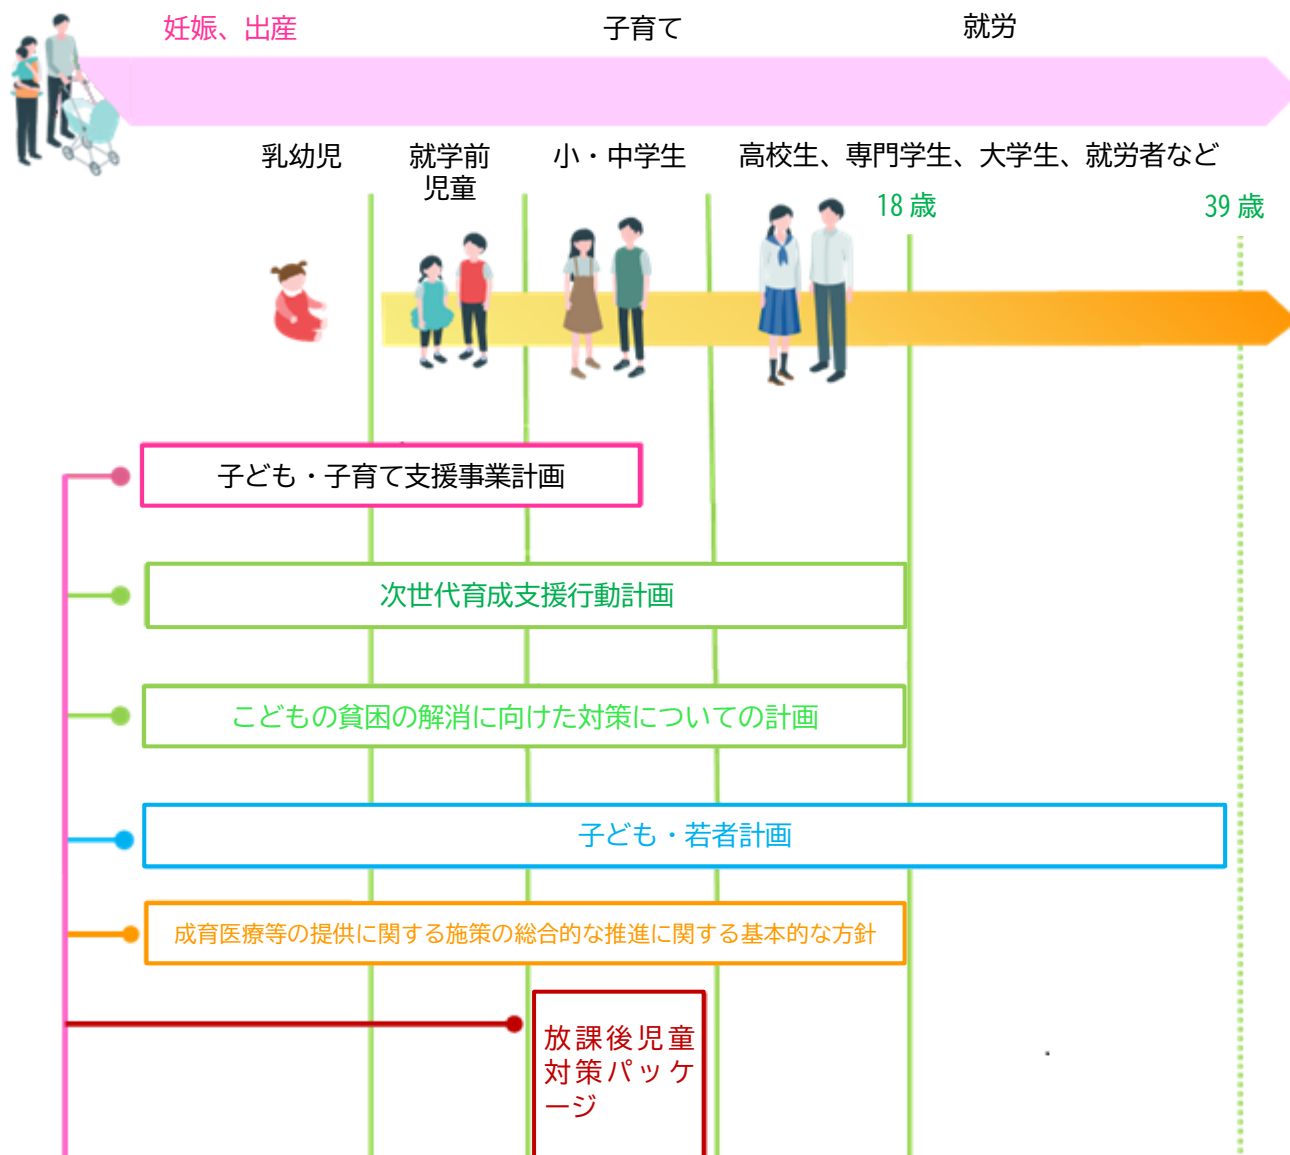 妊娠、出産
子育て
就労
乳幼児
就学前
児童
小・中学生
高校生、専門学生、大学生、就労者など
18歳
39歳
子ども・子育て支援事業計画
次世代育成支援行動計画
こどもの貧困の解消に向けた対策についての計画
子ども・若者計画
成育医療等の提供に関する施策の総合的な推進に関する基本的な方針
放課後児童
対策パッケ
ージ